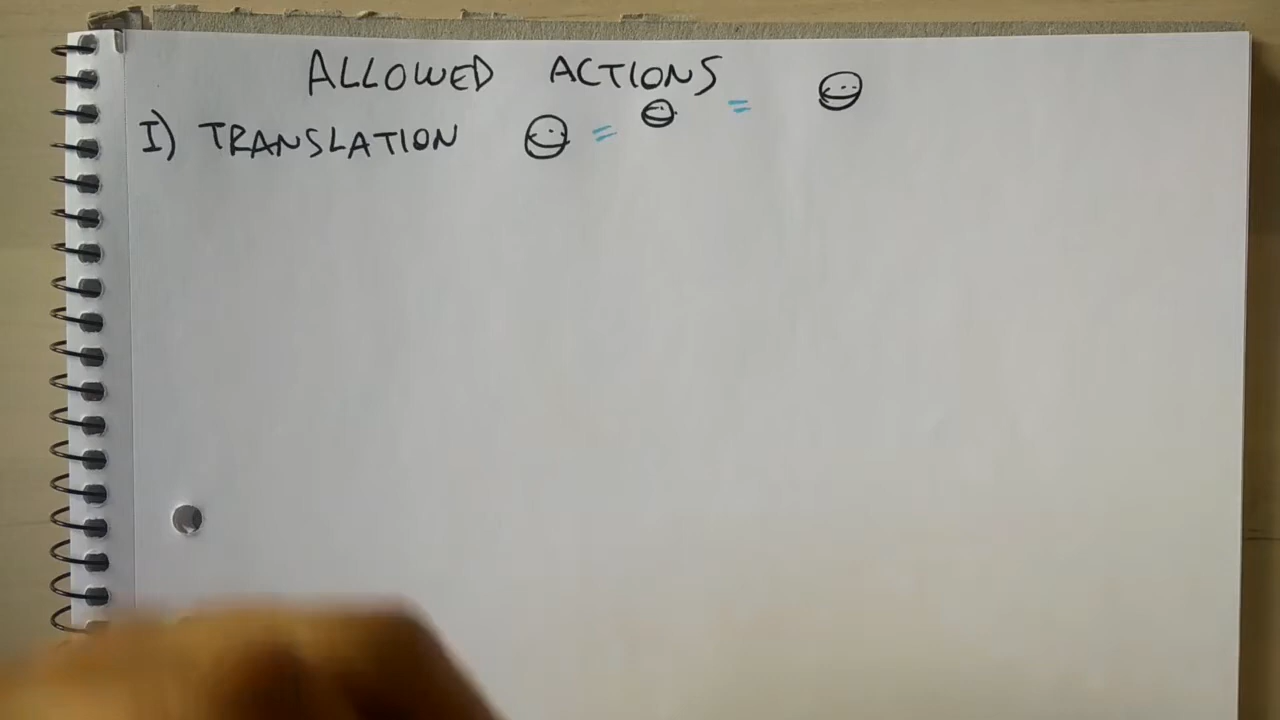 ALLOWED ACTIONS
I) TRANSLATION = =